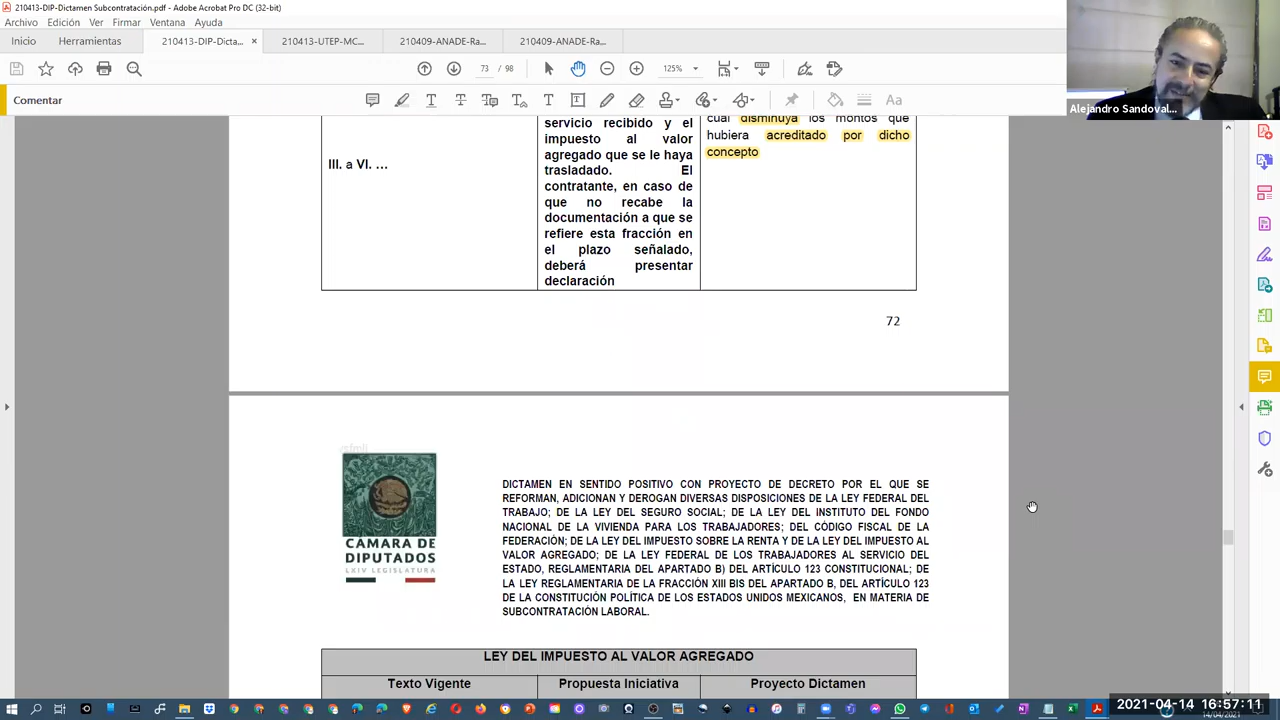 210413-DIP-Dictamen Subcontratación.pdf - Adobe Acrobat Pro DC (32-bit)
Archivo Edición Ver Firmar Ventana Ayuda
Inicio Herramientas 210413-DIP-Dicta... × 210413-UTEP-MC... 210409-ANADE-Ra... 210409-ANADE-Ra...
73 / 98 125%
Comentar
Aa
Alejandro Sandoval...
III. a VI. ...
servicio recibido y el
impuesto al valor
agregado que se le haya
trasladado. El
contratante, en caso de
que no recabe la
documentación a que se
refiere esta fracción en
el plazo señalado,
deberá presentar
declaración
cual disminuya los montos que
hubiera acreditado por dicho
concepto
72
CÁMARA DE
DIPUTADOS
LXIV LEGISLATURA
DICTAMEN EN SENTIDO POSITIVO CON PROYECTO DE DECRETO POR EL QUE SE
REFORMAN, ADICIONAN Y DEROGAN DIVERSAS DISPOSICIONES DE LA LEY FEDERAL DEL
TRABAJO; DE LA LEY DEL SEGURO SOCIAL; DE LA LEY DEL INSTITUTO DEL FONDO
NACIONAL DE LA VIVIENDA PARA LOS TRABAJADORES; DEL CÓDIGO FISCAL DE LA
FEDERACIÓN; DE LA LEY DEL IMPUESTO SOBRE LA RENTA Y DE LA LEY DEL IMPUESTO AL
VALOR AGREGADO; DE LA LEY FEDERAL DE LOS TRABAJADORES AL SERVICIO DEL
ESTADO, REGLAMENTARIA DEL APARTADO B) DEL ARTÍCULO 123 CONSTITUCIONAL; DE
LA LEY REGLAMENTARIA DE LA FRACCIÓN XIII BIS DEL APARTADO B, DEL ARTÍCULO 123
DE LA CONSTITUCIÓN POLÍTICA DE LOS ESTADOS UNIDOS MEXICANOS, EN MATERIA DE
SUBCONTRATACIÓN LABORAL.
LEY DEL IMPUESTO AL VALOR AGREGADO
Texto Vigente Propuesta Iniciativa Proyecto Dictamen
2021-04-14 16:57:11
14/04/2021